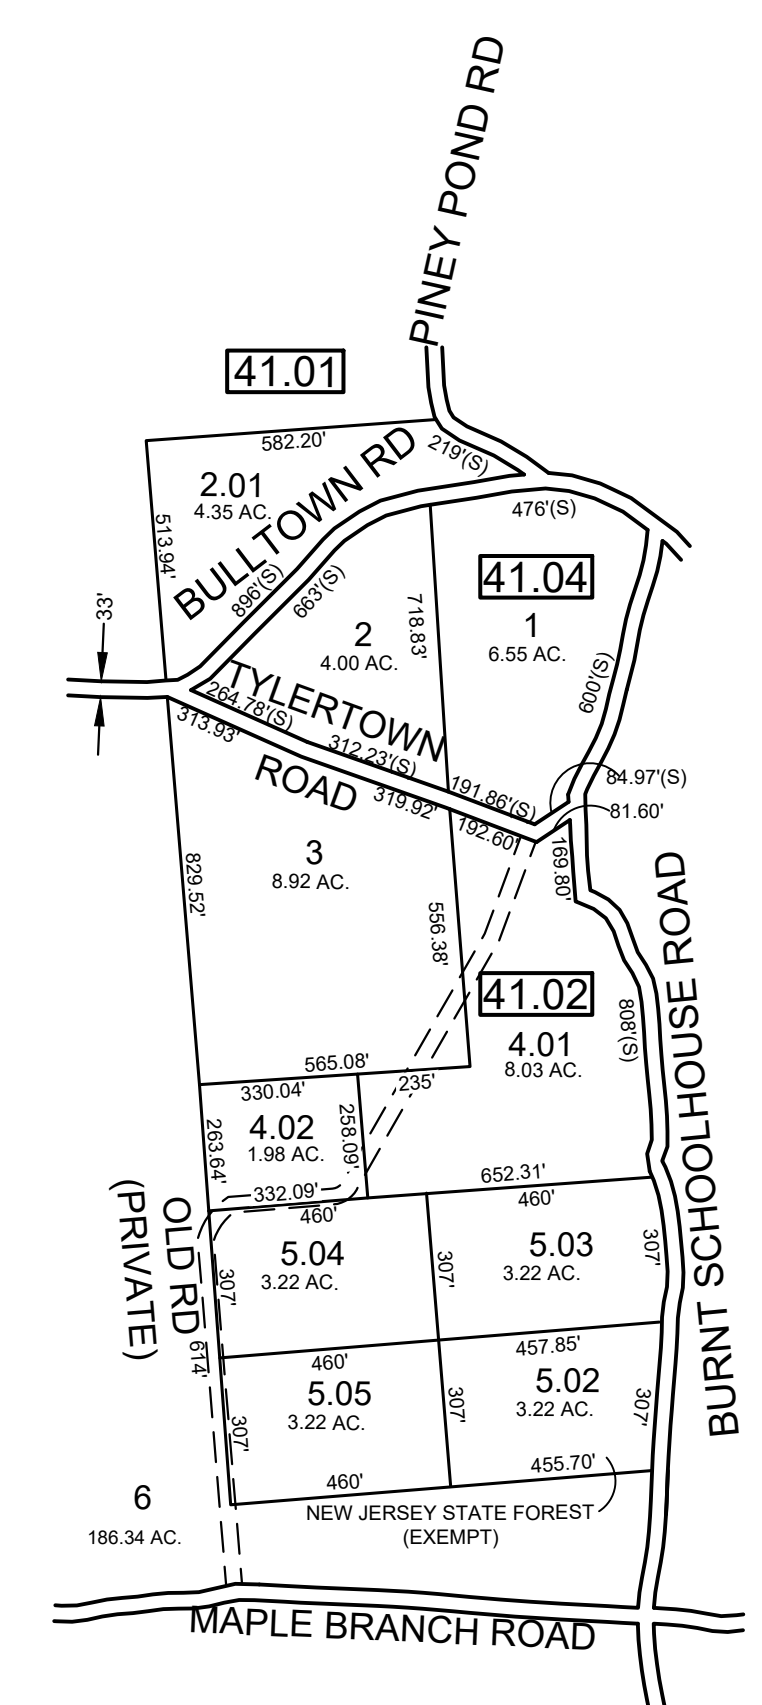 PINEY POND RD
41.01
582.20'
219'(S)
2.01
4.35 AC.
BULLTOWN RD
513.94'
476'(S)
896'(S)
663'(S)
41.04
33'
718.83'
2
4.00 AC.
1
6.55 AC.
609'(S)
264.78'(S)
TYLERTOWN
ROAD
313.93'
312.23'(S)
319.92'
191.86'(S)
192.60'
84.97'(S)
81.60'
169.80'
3
8.92 AC.
829.52'
556.38'
41.02
4.01
8.03 AC.
808'(S)
BURNT SCHOOLHOUSE ROAD
565.08'
330.04'
235'
4.02
1.98 AC.
263.64'
258.09'
332.09'
652.31'
460'
460'
OLD RD
(PRIVATE)
5.04
3.22 AC.
5.03
3.22 AC.
307'
307'
307'
614'
460'
457.85'
5.05
3.22 AC.
5.02
3.22 AC.
307'
307'
307'
460'
455.70'
6
186.34 AC.
NEW JERSEY STATE FOREST
(EXEMPT)
MAPLE BRANCH ROAD